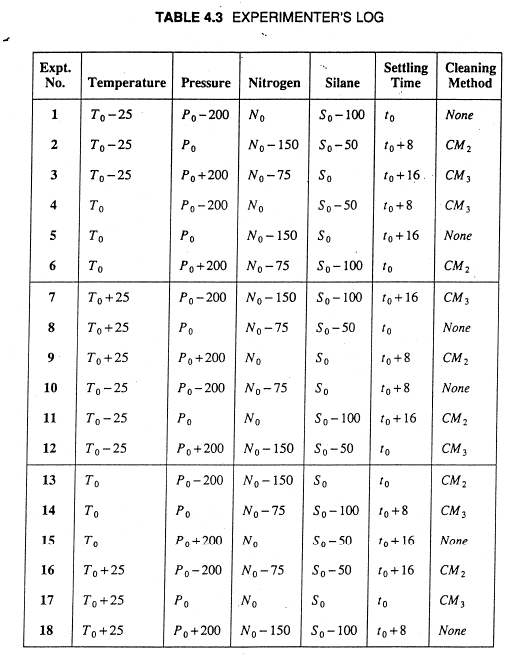 TABLE 4.3 EXPERIMENTER'S LOG
Expt. No. Temperature Pressure Nitrogen Silane Settling Time Cleaning Method
1 T₀−25 P₀−200 N₀ S₀−100 t₀ None
2 T₀−25 P₀ N₀−150 S₀−50 t₀+8 CM₂
3 T₀−25 P₀+200 N₀−75 S₀ t₀+16 CM₃
4 T₀ P₀−200 N₀ S₀−50 t₀+8 CM₃
5 T₀ P₀ N₀−150 S₀ t₀+16 None
6 T₀ P₀+200 N₀−75 S₀−100 t₀ CM₂
7 T₀+25 P₀−200 N₀−150 S₀−100 t₀+16 CM₃
8 T₀+25 P₀ N₀−75 S₀−50 t₀ None
9 T₀+25 P₀+200 N₀ S₀ t₀+8 CM₂
10 T₀−25 P₀−200 N₀−75 S₀ t₀+8 None
11 T₀−25 P₀ N₀ S₀−100 t₀+16 CM₂
12 T₀−25 P₀+200 N₀−150 S₀−50 t₀ CM₃
13 T₀ P₀−200 N₀−150 S₀ t₀ CM₂
14 T₀ P₀ N₀−75 S₀−100 t₀+8 CM₃
15 T₀ P₀+200 N₀ S₀−50 t₀+16 None
16 T₀+25 P₀−200 N₀−75 S₀−50 t₀+16 CM₂
17 T₀+25 P₀ N₀ S₀ t₀ CM₃
18 T₀+25 P₀+200 N₀−150 S₀−100 t₀+8 None